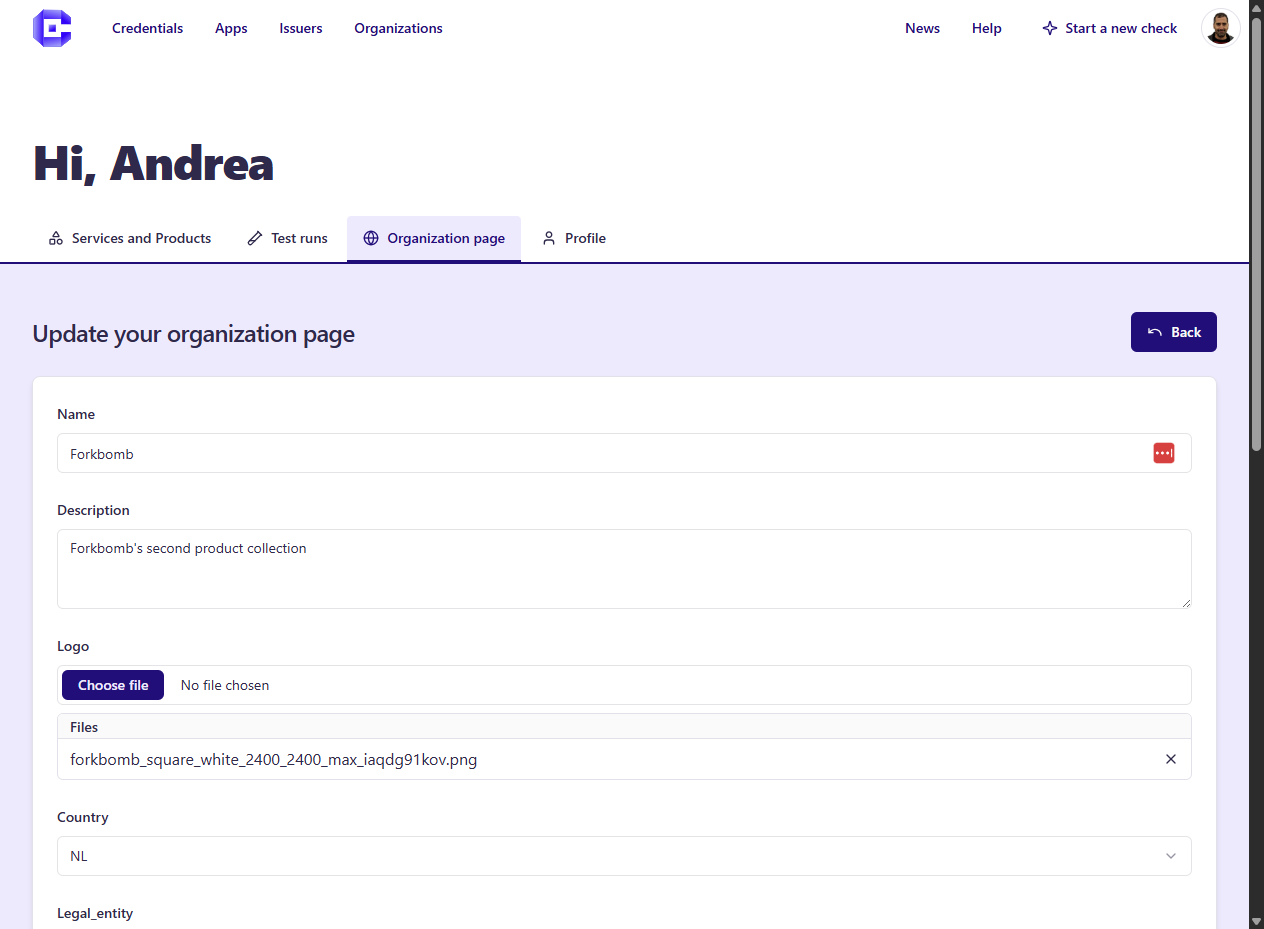 Credentials
Apps
Issuers
Organizations
News
Help
Start a new check
Hi, Andrea
Services and Products
Test runs
Organization page
Profile
Update your organization page
Back
Name
Forkbomb
Description
Forkbomb's second product collection
Logo
Choose file
No file chosen
Files
forkbomb_square_white_2400_2400_max_iaqdg91kov.png
Country
NL
Legal_entity